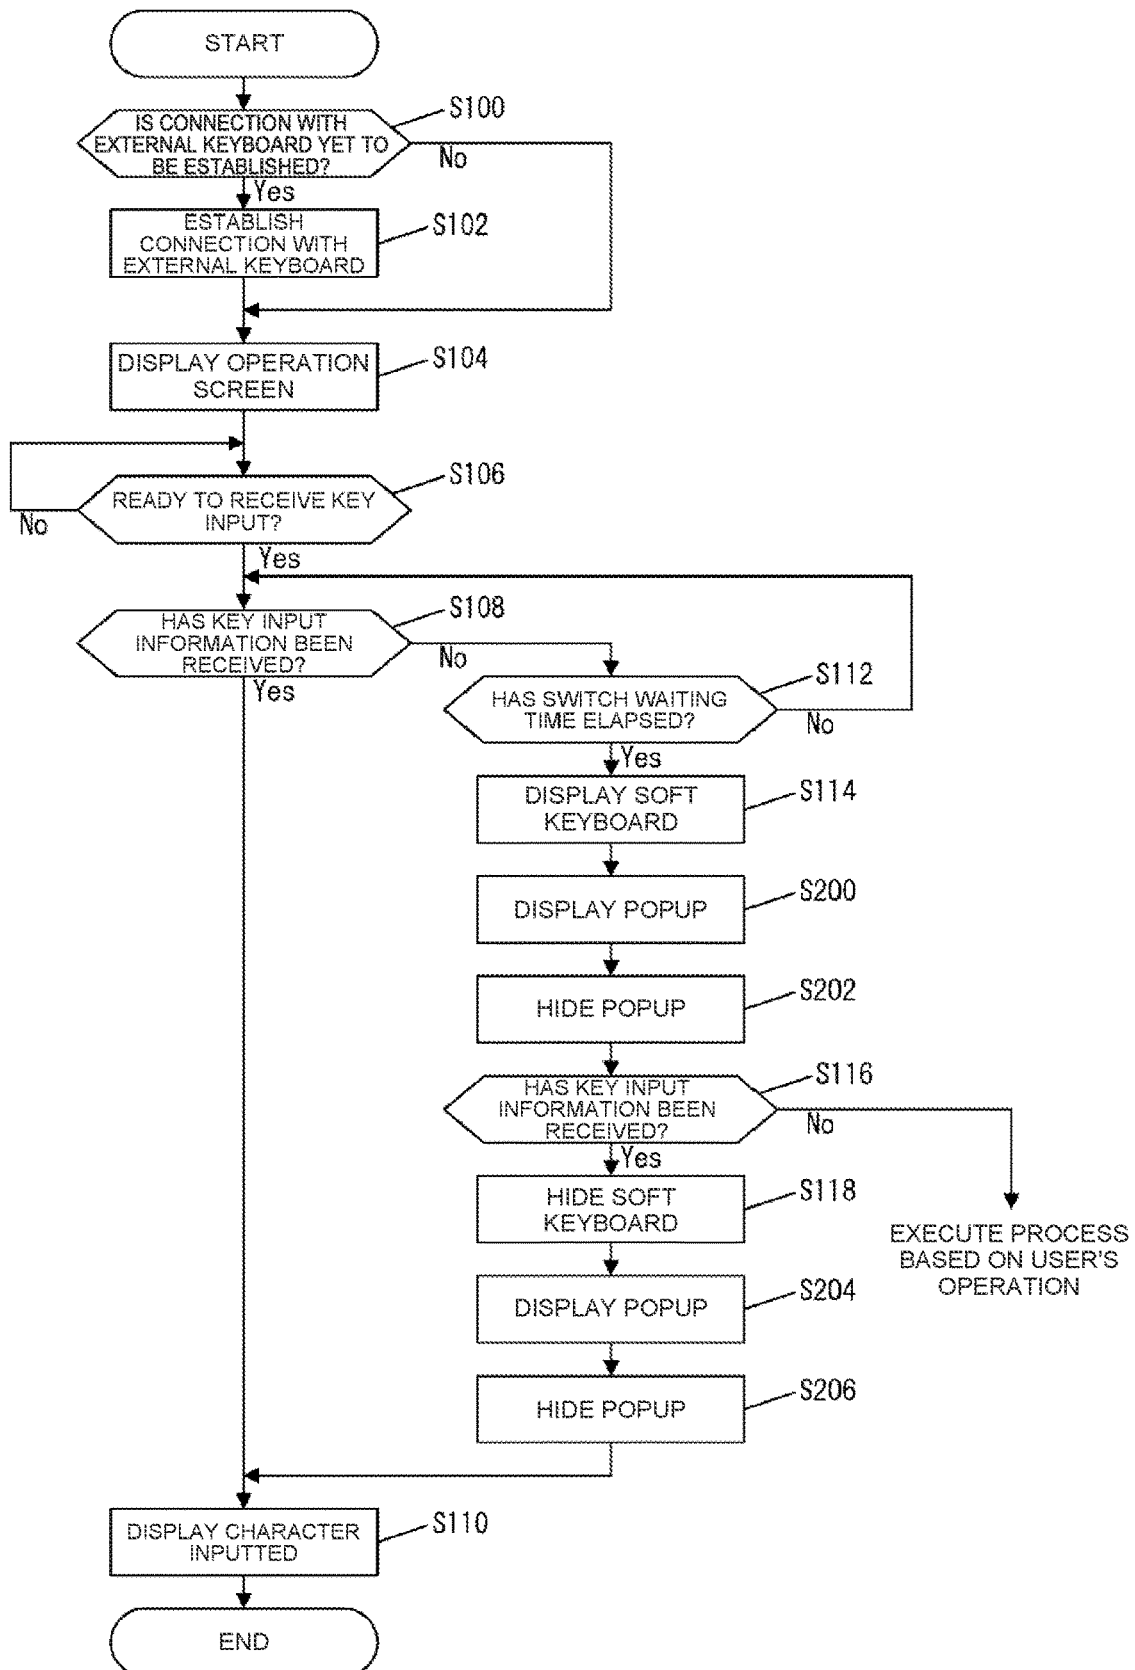 START
S100
IS CONNECTION WITH
EXTERNAL KEYBOARD YET TO
BE ESTABLISHED?
No
Yes
S102
ESTABLISH
CONNECTION WITH
EXTERNAL KEYBOARD
S104
DISPLAY OPERATION
SCREEN
S106
READY TO RECEIVE KEY
INPUT?
No
Yes
S108
HAS KEY INPUT
INFORMATION BEEN
RECEIVED?
No
Yes
S112
HAS SWITCH WAITING
TIME ELAPSED?
No
Yes
S114
DISPLAY SOFT
KEYBOARD
S200
DISPLAY POPUP
S202
HIDE POPUP
S116
HAS KEY INPUT
INFORMATION BEEN
RECEIVED?
No
Yes
S118
HIDE SOFT
KEYBOARD
EXECUTE PROCESS
BASED ON USER'S
OPERATION
S204
DISPLAY POPUP
S206
HIDE POPUP
S110
DISPLAY CHARACTER
INPUTTED
END